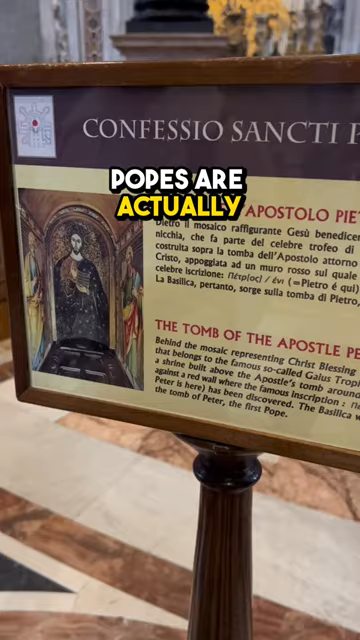 CONFESSIO SANCTI P
POPES ARE
ACTUALLY
APOSTOLO PIET
Pietro il mosaico raffigurante Gesù benedicen
nicchia, che fa parte del celebre trofeo di
costruita sopra la tomba dell'Apostolo attorno
Cristo, appoggiata ad un muro rosso sul quale
celebre iscrizione: / ένι (=Pietro é qui)
La Basilica, pertanto, sorge sulla tomba di Pietro,
THE TOMB OF THE APOSTLE PE
Behind the mosaic representing Christ Blessing
that belongs to the famous so-called Gaius Trop
a shrine built above the Apostle's tomb around
against a red wall where the famous inscription :
Peter is here) has been discovered. The Basilica w
the tomb of Peter, the first Pope.